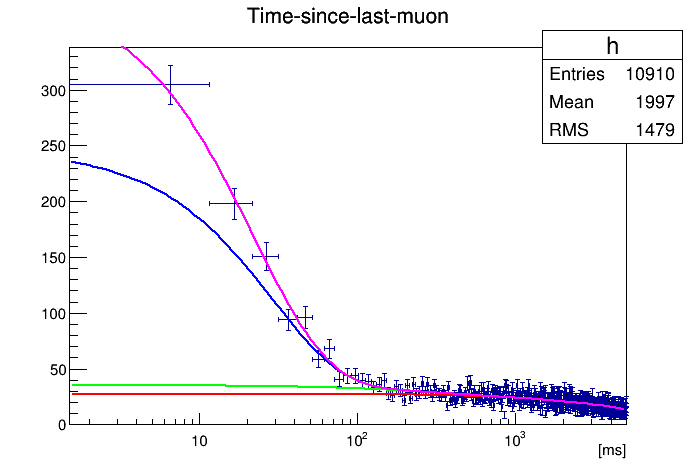 Time-since-last-muon
h
Entries 10910
Mean 1997
RMS 1479
300
250
200
150
100
50
0
10 10² 10³
[ms]